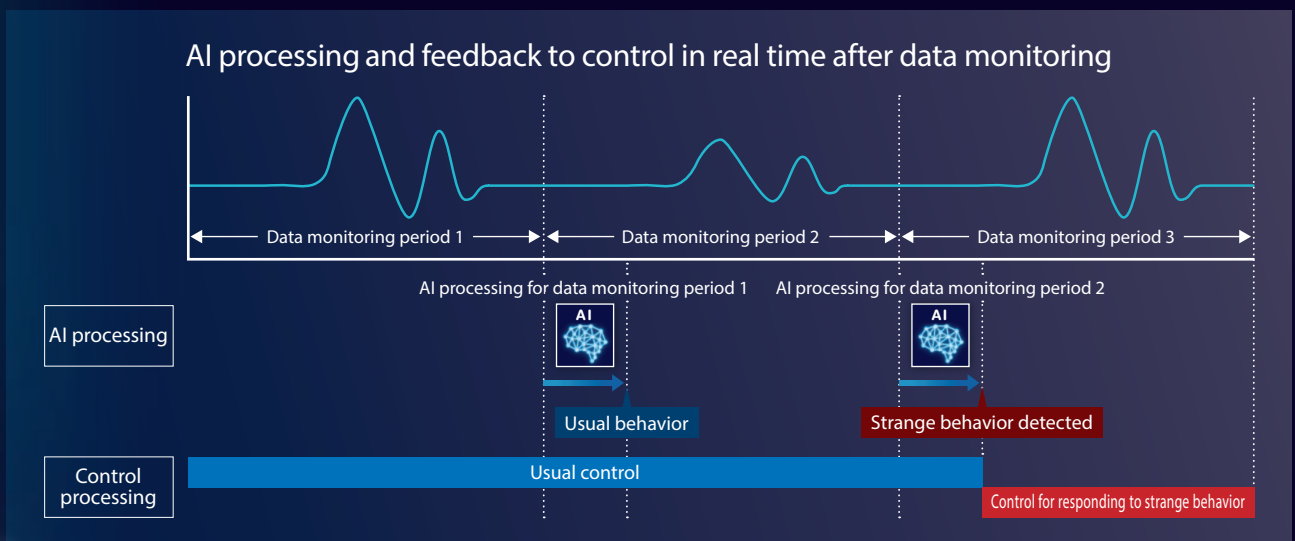 AI processing and feedback to control in real time after data monitoring
Data monitoring period 1
Data monitoring period 2
Data monitoring period 3
AI processing for data monitoring period 1
AI processing for data monitoring period 2
AI processing
AI
AI
Usual behavior
Strange behavior detected
Control
processing
Usual control
Control for responding to strange behavior